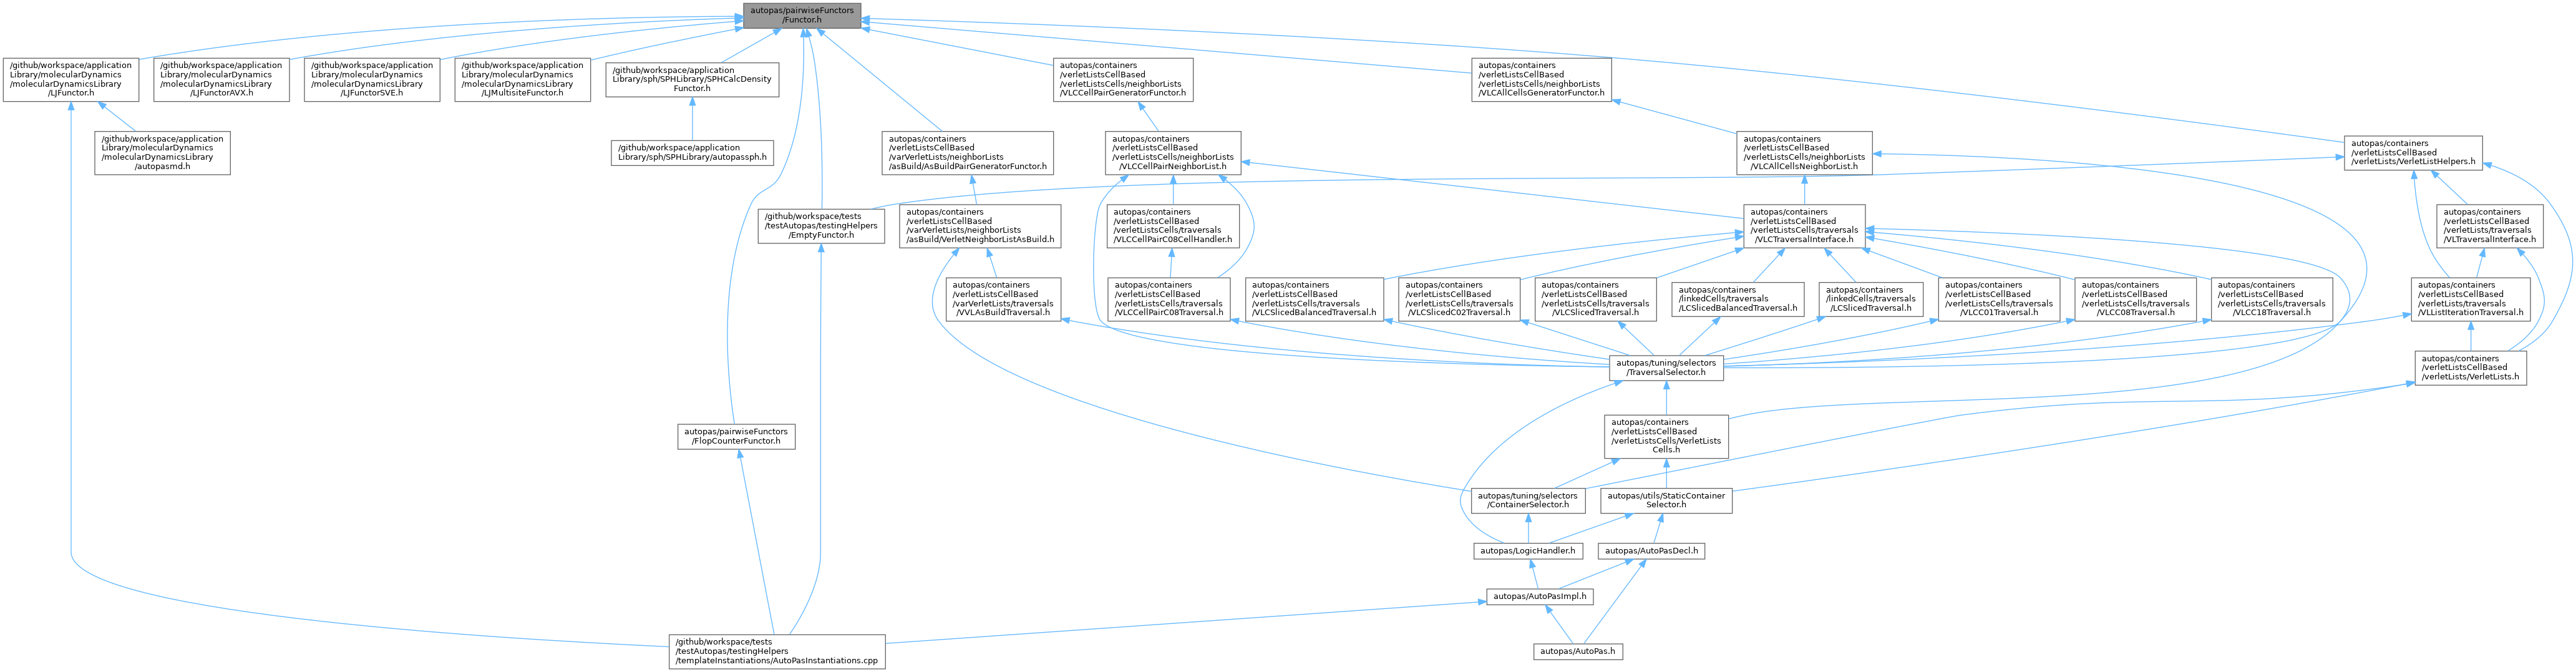 autopas/pairwiseFunctors
/Functor.h
/github/workspace/application
Library/molecularDynamics
/molecularDynamicsLibrary
/LJFunctor.h
/github/workspace/application
Library/molecularDynamics
/molecularDynamicsLibrary
/LJFunctorAVX.h
/github/workspace/application
Library/molecularDynamics
/molecularDynamicsLibrary
/LJFunctorSVE.h
/github/workspace/application
Library/molecularDynamics
/molecularDynamicsLibrary
/LJMultisiteFunctor.h
/github/workspace/application
Library/sph/SPHLibrary/SPHCalcDensity
Functor.h
autopas/containers
/verletListsCellBased
/verletListsCells/neighborLists
/VLCCellPairGeneratorFunctor.h
autopas/containers
/verletListsCellBased
/verletListsCells/neighborLists
/VLCAllCellsGeneratorFunctor.h
/github/workspace/application
Library/molecularDynamics
/molecularDynamicsLibrary
/autopasmd.h
/github/workspace/application
Library/sph/SPHLibrary/autopassph.h
autopas/containers
/verletListsCellBased
/varVerletLists/neighborLists
/asBuild/AsBuildPairGeneratorFunctor.h
autopas/containers
/verletListsCellBased
/verletListsCells/neighborLists
/VLCCellPairNeighborList.h
autopas/containers
/verletListsCellBased
/verletListsCells/neighborLists
/VLCAllCellsNeighborList.h
autopas/containers
/verletListsCellBased
/verletLists/VerletListHelpers.h
/github/workspace/tests
/testAutopas/testingHelpers
/EmptyFunctor.h
autopas/containers
/verletListsCellBased
/varVerletLists/neighborLists
/asBuild/VerletNeighborListAsBuild.h
autopas/containers
/verletListsCellBased
/verletListsCells/traversals
/VLCCellPairC08CellHandler.h
autopas/containers
/verletListsCellBased
/verletListsCells/traversals
/VLCTraversalInterface.h
autopas/containers
/verletListsCellBased
/verletLists/traversals
/VLTraversalInterface.h
autopas/containers
/verletListsCellBased
/varVerletLists/traversals
/VVLAsBuildTraversal.h
autopas/containers
/verletListsCellBased
/verletListsCells/traversals
/VLCCellPairC08Traversal.h
autopas/containers
/verletListsCellBased
/verletListsCells/traversals
/VLCSlicedBalancedTraversal.h
autopas/containers
/verletListsCellBased
/verletListsCells/traversals
/VLCSlicedC02Traversal.h
autopas/containers
/verletListsCellBased
/verletListsCells/traversals
/VLCSlicedTraversal.h
autopas/containers
/linkedCells/traversals
/LCSlicedBalancedTraversal.h
autopas/containers
/linkedCells/traversals
/LCSlicedTraversal.h
autopas/containers
/verletListsCellBased
/verletListsCells/traversals
/VLCC01Traversal.h
autopas/containers
/verletListsCellBased
/verletListsCells/traversals
/VLCC08Traversal.h
autopas/containers
/verletListsCellBased
/verletListsCells/traversals
/VLCC18Traversal.h
autopas/containers
/verletListsCellBased
/verletLists/traversals
/VLListIterationTraversal.h
autopas/tuning/selectors
/TraversalSelector.h
autopas/containers
/verletListsCellBased
/verletLists/VerletLists.h
autopas/pairwiseFunctors
/FlopCounterFunctor.h
autopas/containers
/verletListsCellBased
/verletListsCells/VerletLists
Cells.h
autopas/tuning/selectors
/ContainerSelector.h
autopas/utils/StaticContainer
Selector.h
autopas/LogicHandler.h
autopas/AutoPasDecl.h
autopas/AutoPasImpl.h
/github/workspace/tests
/testAutopas/testingHelpers
/templateInstantiations/AutoPasInstantiations.cpp
autopas/AutoPas.h